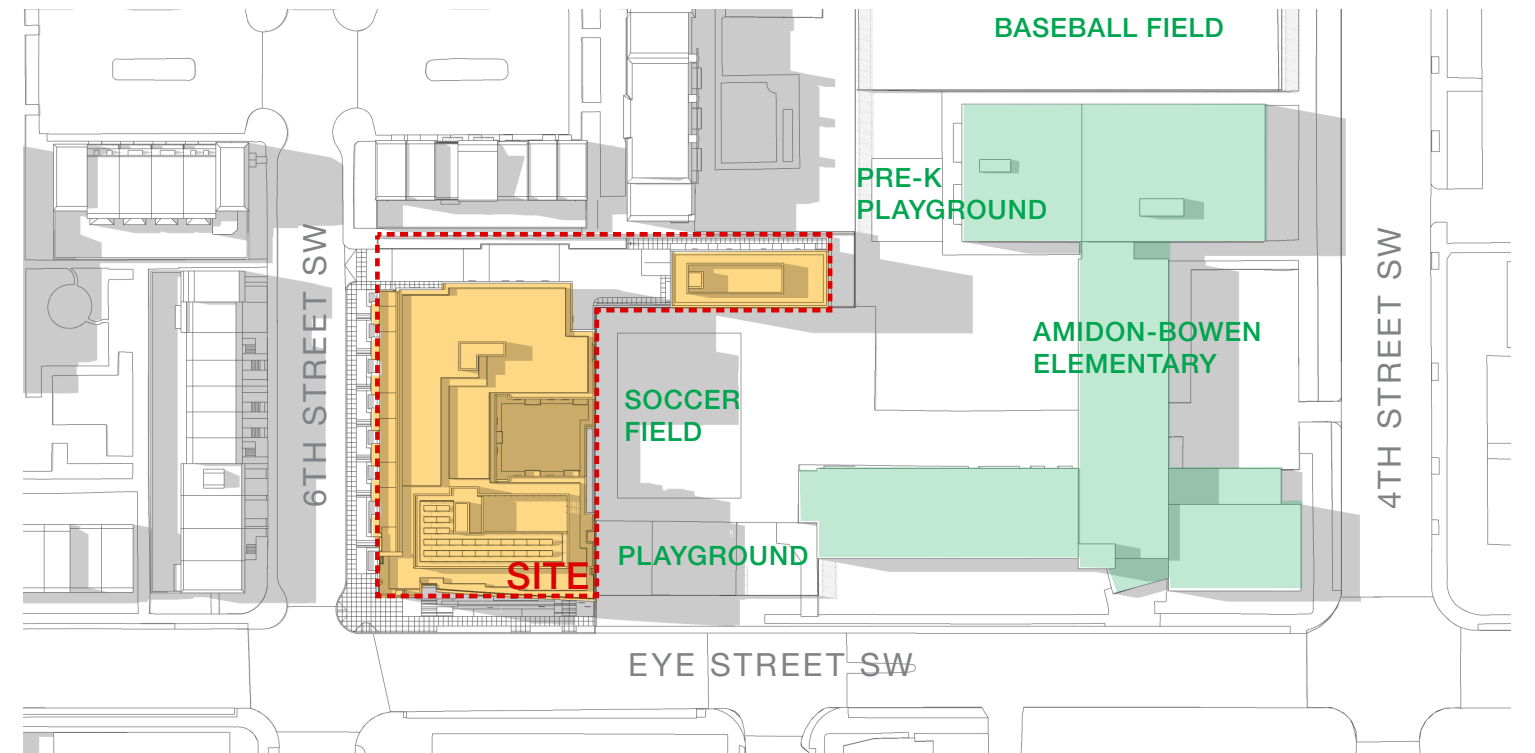 BASEBALL FIELD
PRE-K
PLAYGROUND
6TH STREET SW
4TH STREET SW
AMIDON-BOWEN
ELEMENTARY
SOCCER
FIELD
PLAYGROUND
SITE
EYE STREET SW